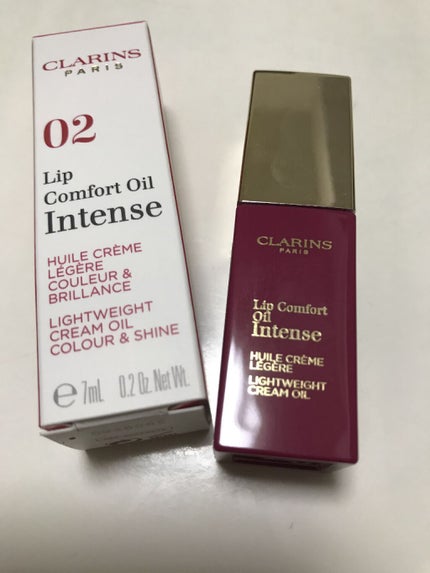 CLARINS
PARIS
02
Lip
Comfort Oil
Intense
HUILE CRÈME
LÉGÈRE
COULEUR &
BRILLANCE
LIGHTWEIGHT
CREAM OIL
COLOUR & SHINE
e 7mL 0.2 Oz. Net Wt.
CLARINS
PARIS
Lip Comfort
Oil
Intense
HUILE CRÈME
LÉGÈRE
LIGHTWEIGHT
CREAM OIL